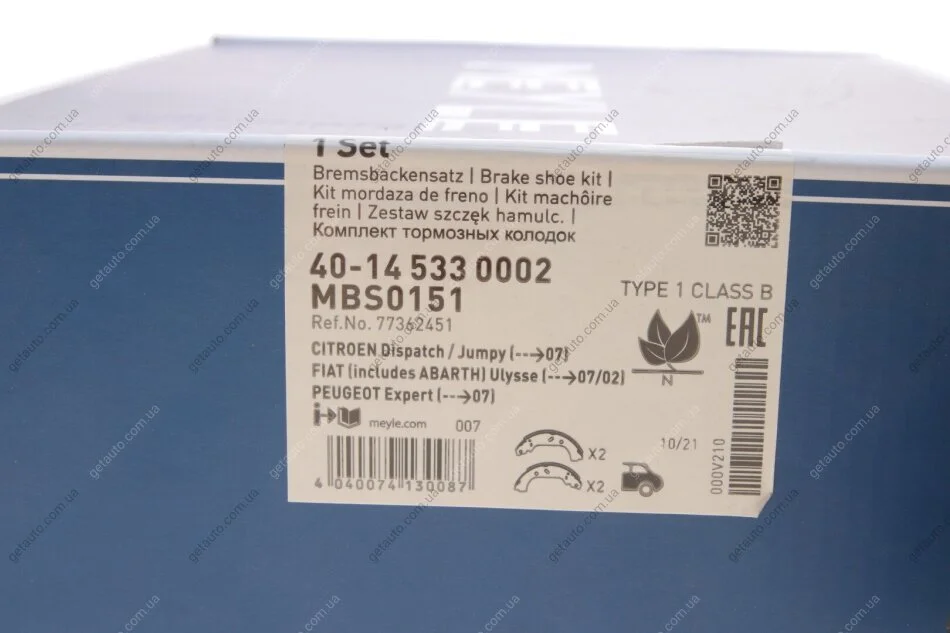 1 Set
Bremsbackensatz | Brake shoe kit |
Kit mordaza de freno | Kit machôire
frein | Zestaw szczęk hamulc. |
Комплект тормозных колодок
40-14 533 0002
MBS0151
Ref.No. 77362451
TYPE 1 CLASS B
TM
EAC
N
CITROEN Dispatch / Jumpy (--→07)
FIAT (includes ABARTH) Ulysse (--→07/02)
PEUGEOT Expert (--→07)
meyle.com 007
4 040074 130087
X2
X2
10/21
000V210
getauto.com.ua